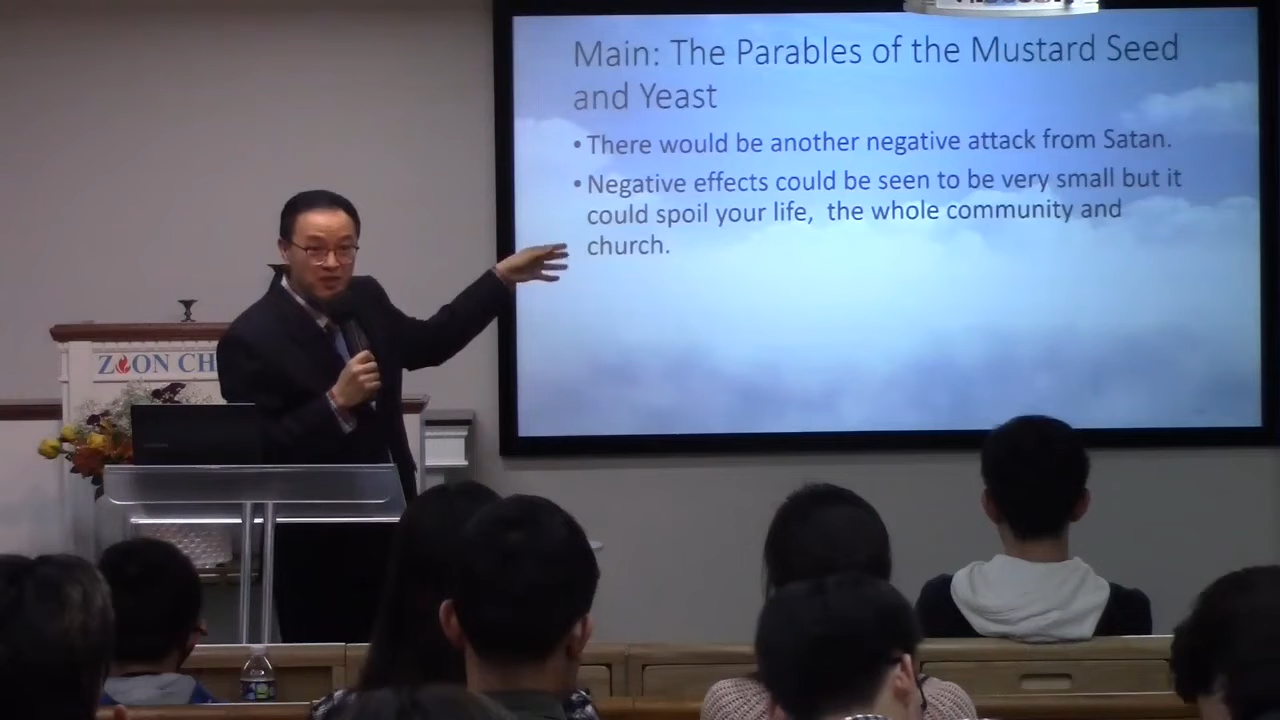 Main: The Parables of the Mustard Seed
and Yeast
• There would be another negative attack from Satan.
• Negative effects could be seen to be very small but it
could spoil your life, the whole community and
church.
ZION CH